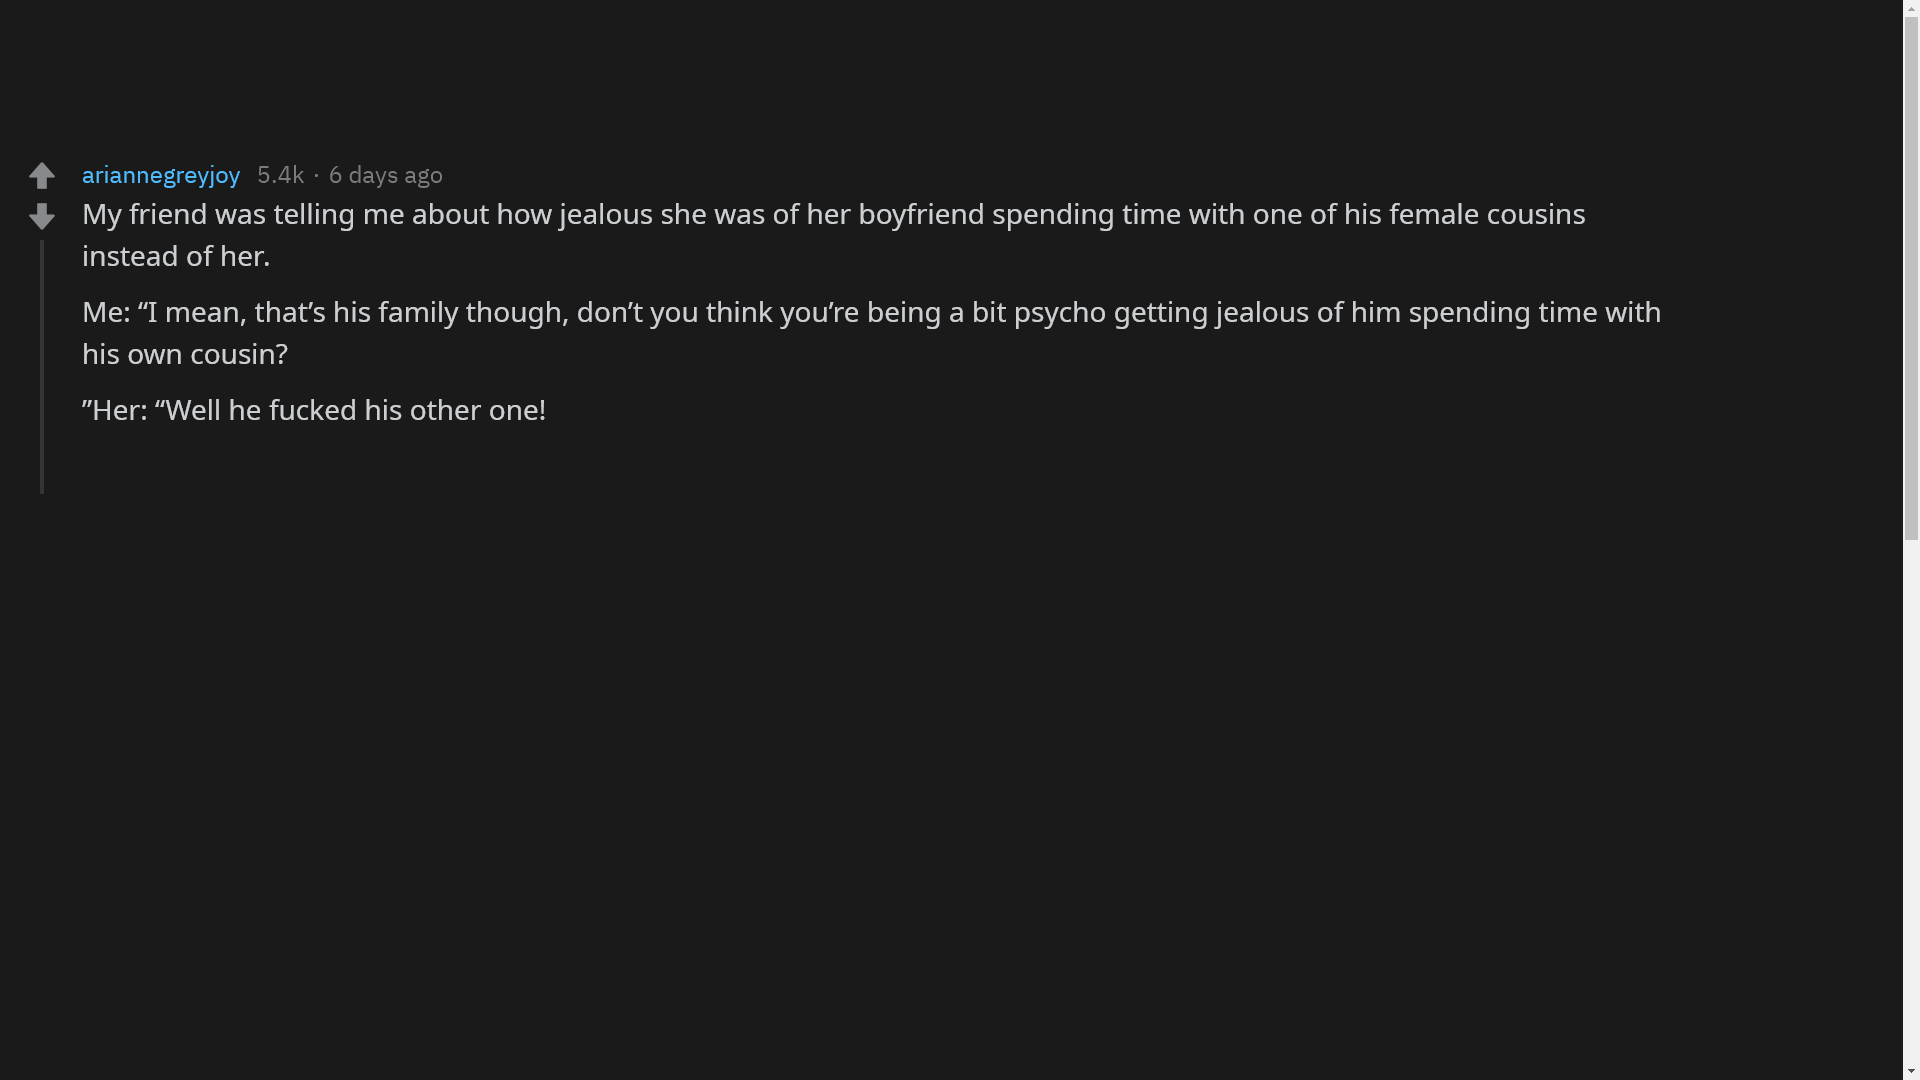 ariannegreyjoy 5.4k · 6 days ago
My friend was telling me about how jealous she was of her boyfriend spending time with one of his female cousins
instead of her.
Me: “I mean, that’s his family though, don’t you think you’re being a bit psycho getting jealous of him spending time with
his own cousin?
”Her: “Well he fucked his other one!